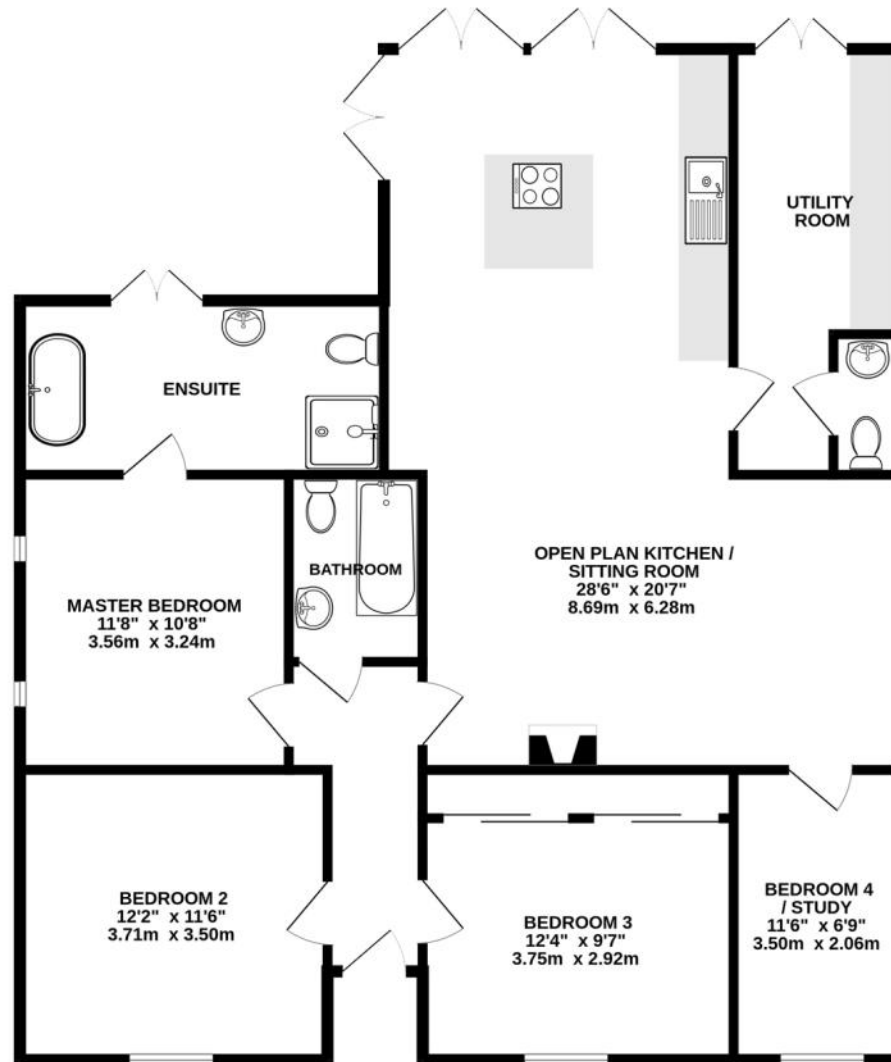 UTILITY
ROOM
ENSUITE
OPEN PLAN KITCHEN /
SITTING ROOM
28'6" x 20'7"
8.69m x 6.28m
BATHROOM
MASTER BEDROOM
11'8" x 10'8"
3.56m x 3.24m
BEDROOM 2
12'2" x 11'6"
3.71m x 3.50m
BEDROOM 3
12'4" x 9'7"
3.75m x 2.92m
BEDROOM 4
/ STUDY
11'6" x 6'9"
3.50m x 2.06m